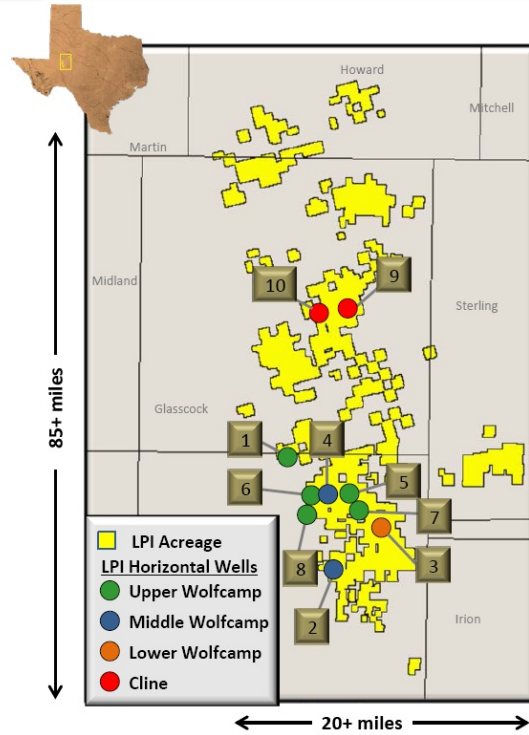 Howard
Mitchell
Martin
Midland
10
9
Sterling
85+ miles
Glasscock
1
4
6
5
7
8
3
2
Irion
LPI Acreage
LPI Horizontal Wells
Upper Wolfcamp
Middle Wolfcamp
Lower Wolfcamp
Cline
20+ miles